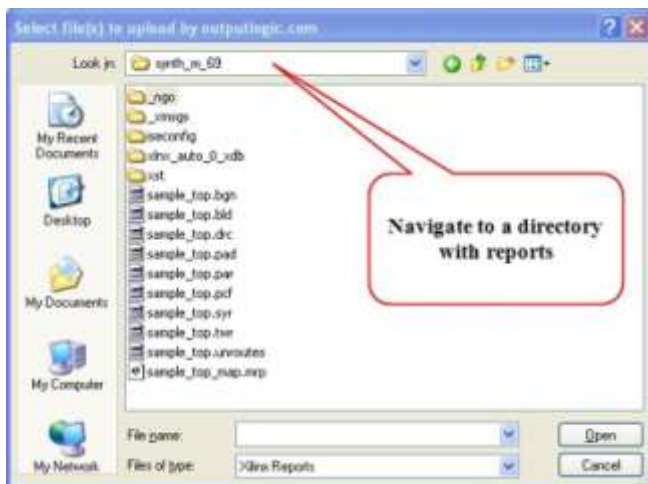 Select file(s) to upload by outputlogic.com
Look in: synth_m_69
My Recent
Documents
Desktop
My Documents
My Computer
My Network
_ngo
_xmsgs
iseconfig
xlnx_auto_0_xdb
xst
sample_top.bgn
sample_top.bld
sample_top.drc
sample_top.pad
sample_top.par
sample_top.pcf
sample_top.syr
sample_top.twr
sample_top.unroutes
sample_top_map.mrp
Navigate to a directory
with reports
File name:
Open
Files of type: Xilinx Reports
Cancel